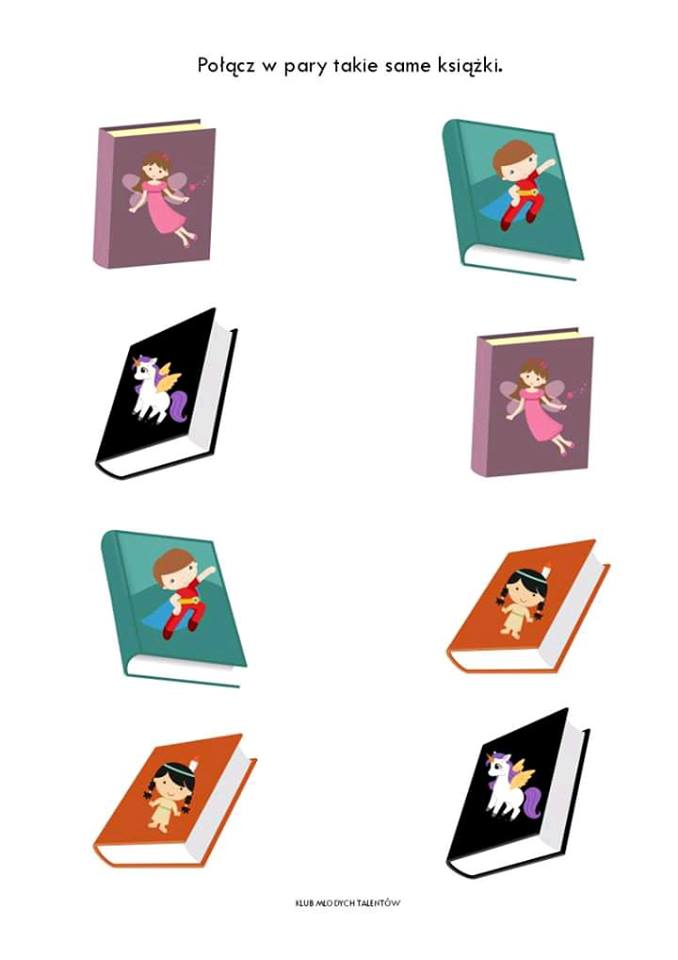 Połącz w pary takie same książki.
KLUB MŁODYCH TALENTÓW